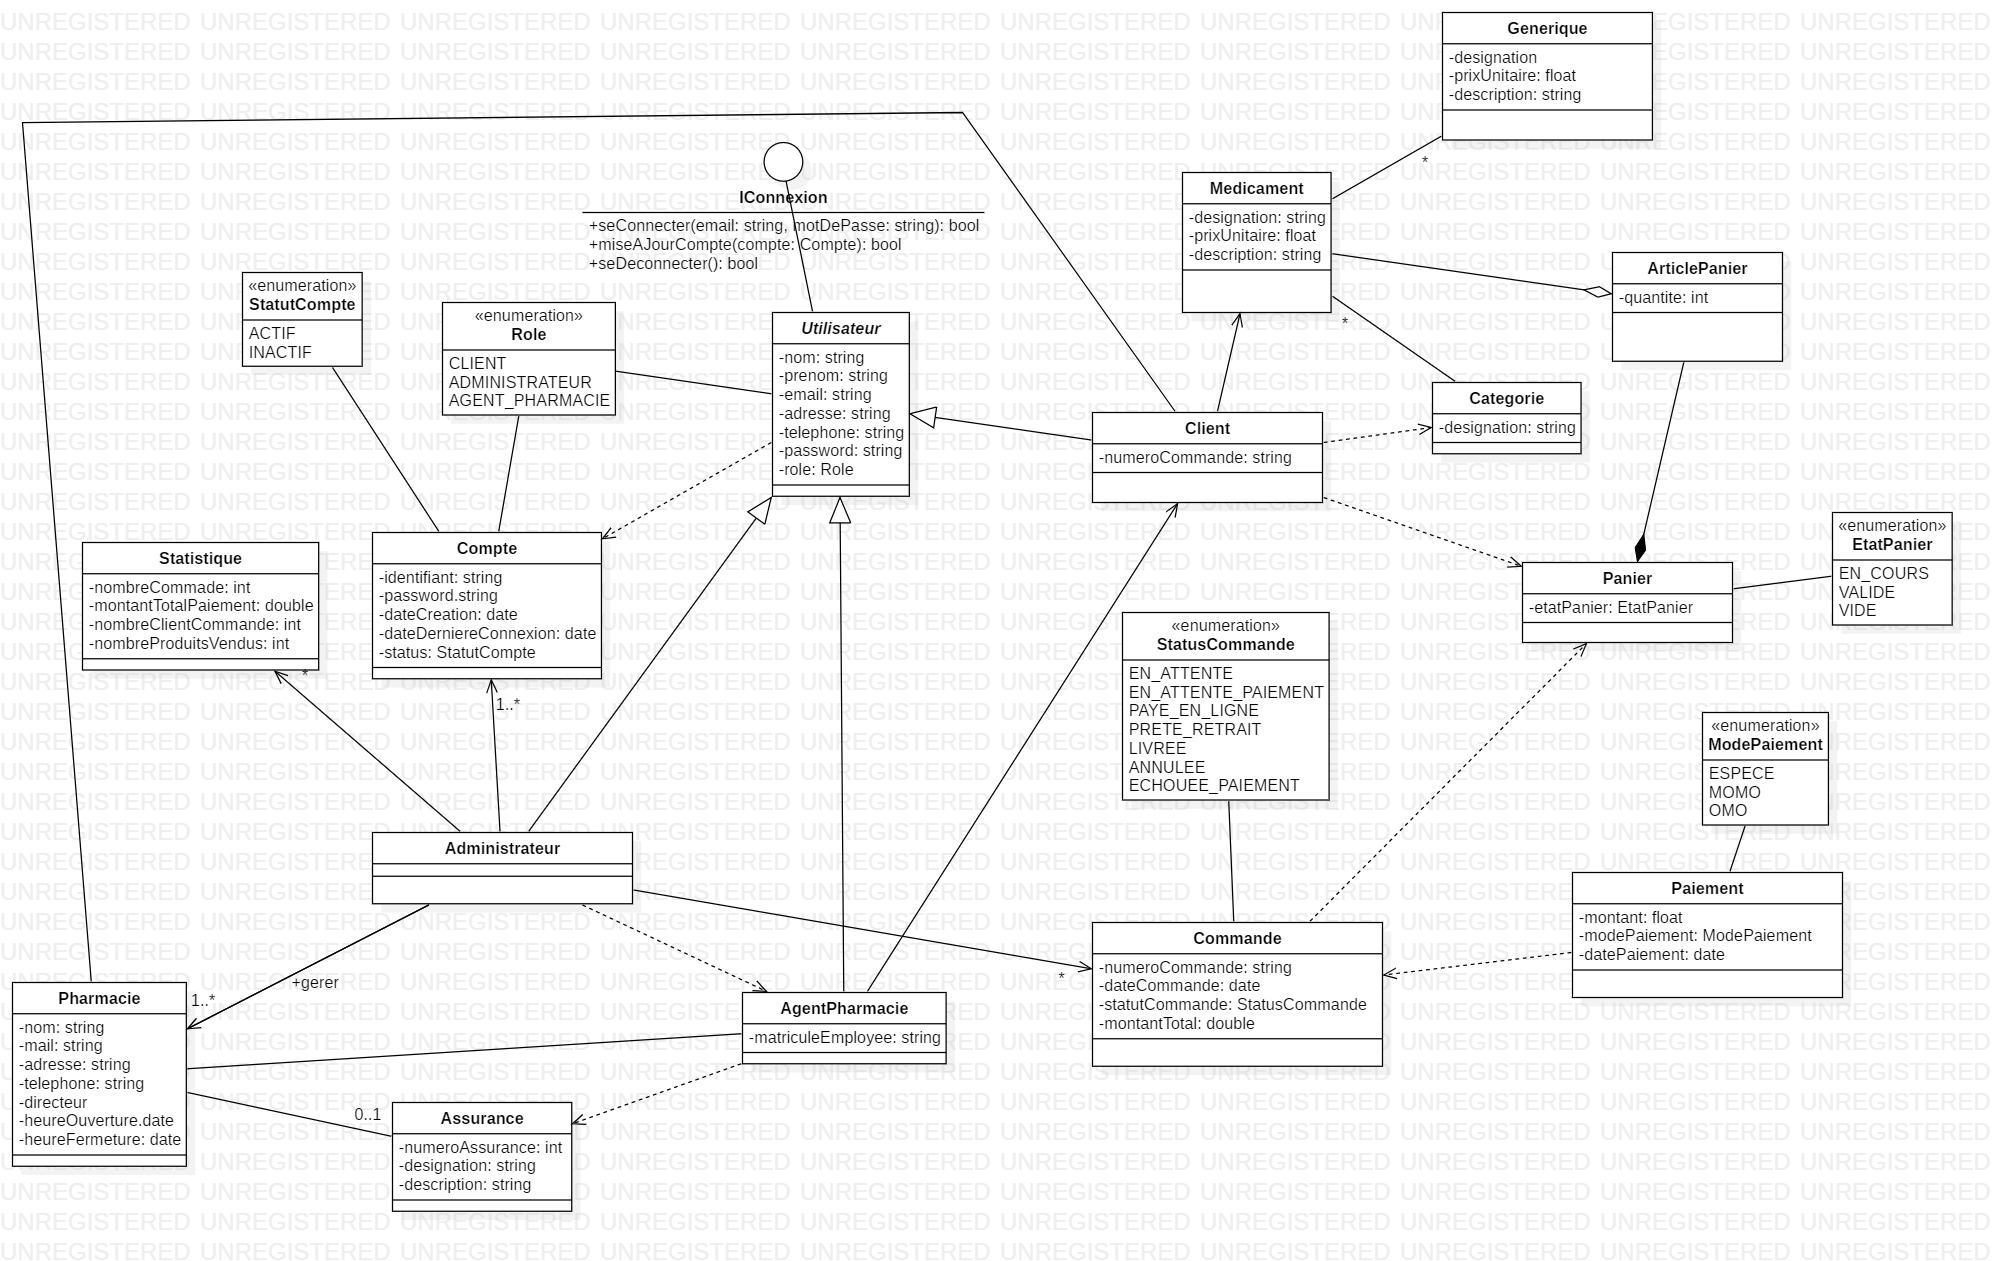 UNREGISTERED
Generique
-designation
-prixUnitaire: float
-description: string
*
IConnexion
+seConnecter(email: string, motDePasse: string): bool
+miseAJourCompte(compte: Compte): bool
+seDeconnecter(): bool
Medicament
-designation: string
-prixUnitaire: float
-description: string
*
ArticlePanier
-quantite: int
«enumeration»
StatutCompte
ACTIF
INACTIF
«enumeration»
Role
CLIENT
ADMINISTRATEUR
AGENT_PHARMACIE
Utilisateur
-nom: string
-prenom: string
-email: string
-adresse: string
-telephone: string
-password: string
-role: Role
Client
-numeroCommande: string
Categorie
-designation: string
Statistique
-nombreCommade: int
-montantTotalPaiement: double
-nombreClientCommande: int
-nombreProduitsVendus: int
*
Compte
-identifiant: string
-password.string
-dateCreation: date
-dateDerniereConnexion: date
-status: StatutCompte
1..*
Panier
-etatPanier: EtatPanier
«enumeration»
EtatPanier
EN_COURS
VALIDE
VIDE
«enumeration»
StatusCommande
EN_ATTENTE
EN_ATTENTE_PAIEMENT
PAYE_EN_LIGNE
PRETE_RETRAIT
LIVREE
ANNULEE
ECHOUEE_PAIEMENT
«enumeration»
ModePaiement
ESPECE
MOMO
OMO
Administrateur
Paiement
-montant: float
-modePaiement: ModePaiement
-datePaiement: date
Commande
-numeroCommande: string
-dateCommande: date
-statutCommande: StatusCommande
-montantTotal: double
*
+gerer
1..*
Pharmacie
-nom: string
-mail: string
-adresse: string
-telephone: string
-directeur
-heureOuverture.date
-heureFermeture: date
AgentPharmacie
-matriculeEmployee: string
0..1
Assurance
-numeroAssurance: int
-designation: string
-description: string